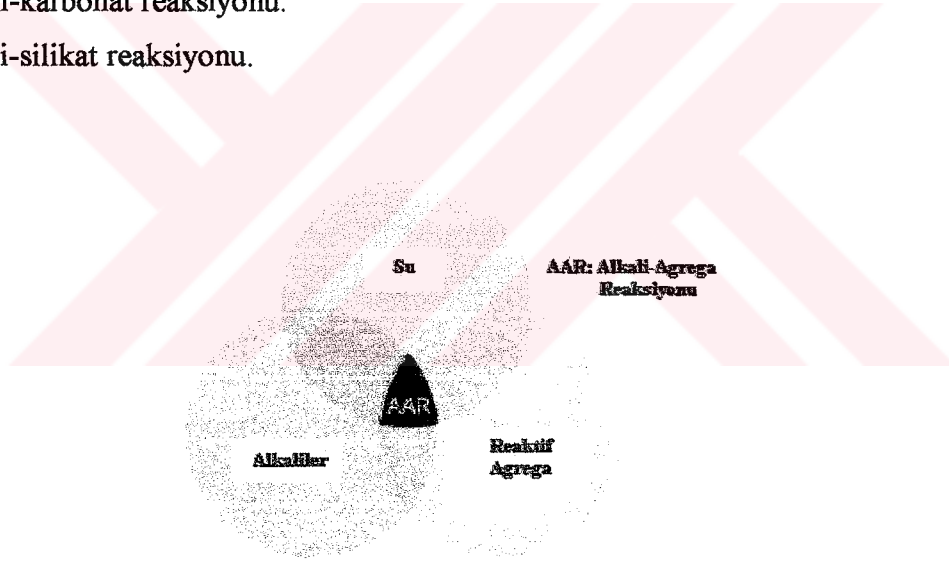 i-karbonat reaksiyonu.
i-silikat reaksiyonu.
Su
AAR: Alkali-Agrega
Reaksiyonu
AAR
Alkaliler
Reaktif
Agrega